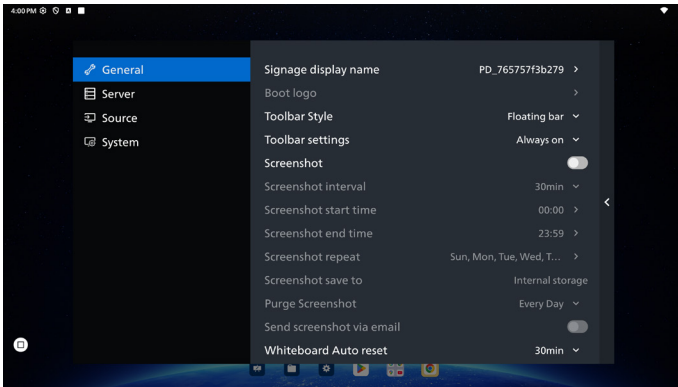 4:00 PM
General
Server
Source
System
Signage display name PD_765757f3b279
Boot logo
Toolbar Style Floating bar
Toolbar settings Always on
Screenshot
Screenshot interval 30min
Screenshot start time 00:00
Screenshot end time 23:59
Screenshot repeat Sun, Mon, Tue, Wed, T...
Screenshot save to Internal storage
Purge Screenshot Every Day
Send screenshot via email
Whiteboard Auto reset 30min